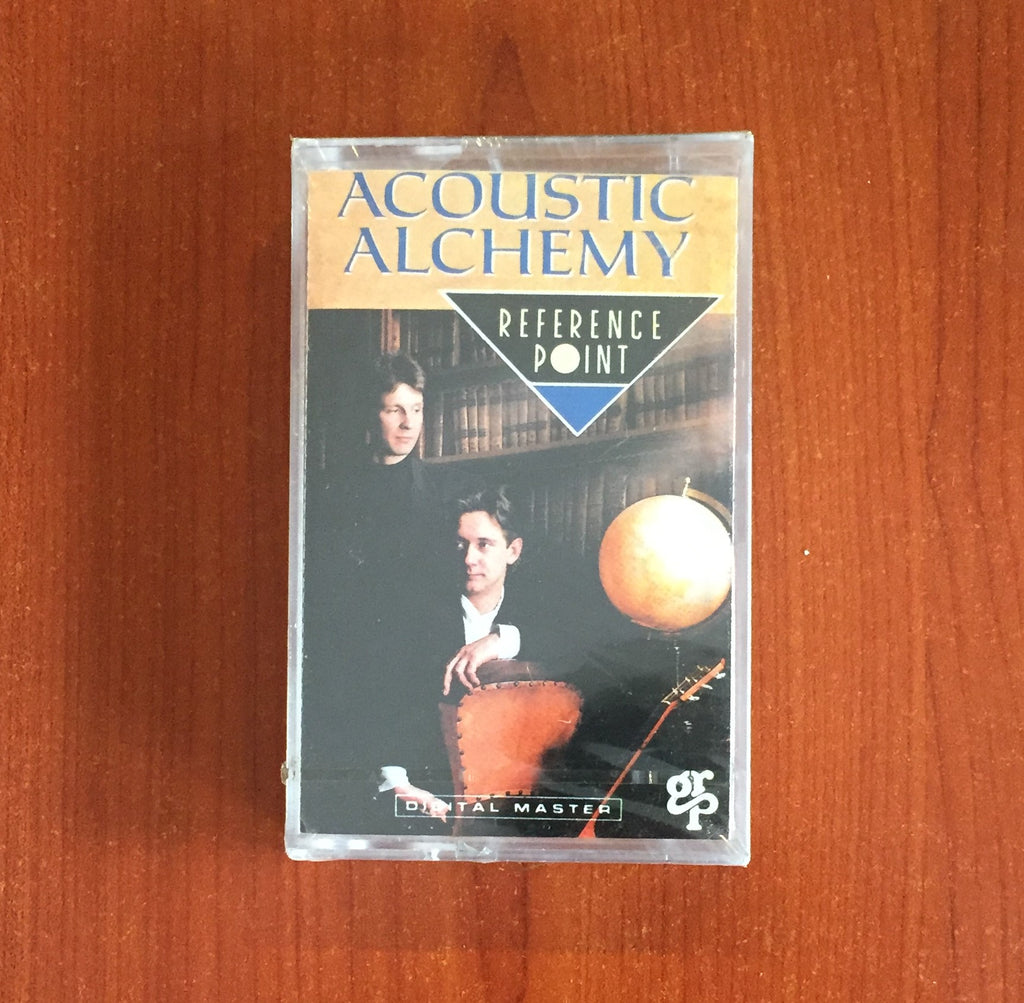 ACOUSTIC
ALCHEMY
REFERENCE
POINT
DIGITAL MASTER
grp